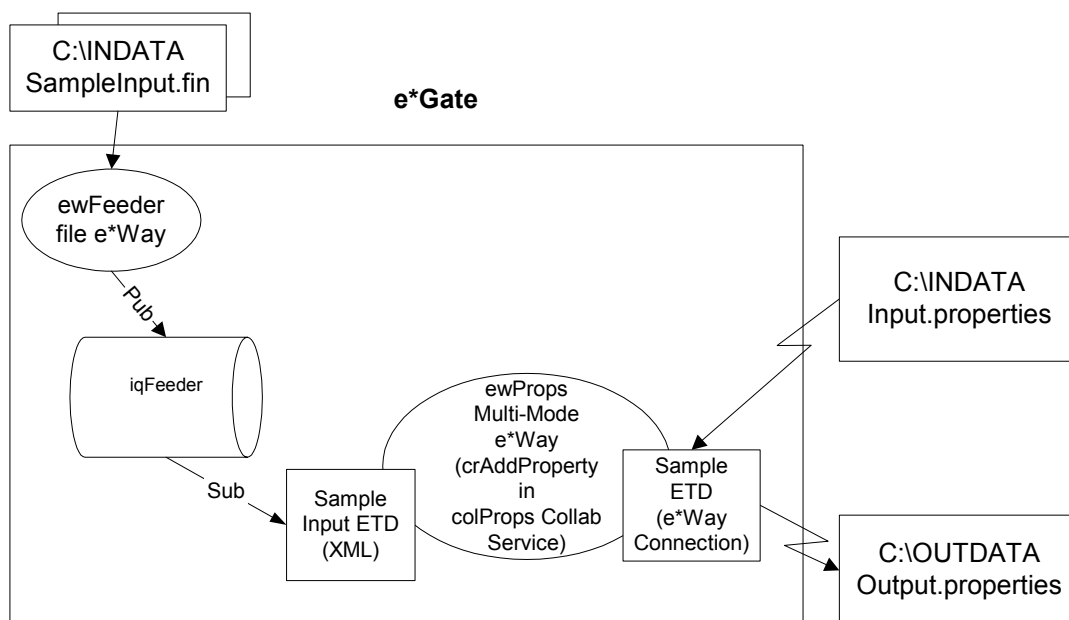 C:\INDATA
SampleInput.fin
e*Gate
ewFeeder
file e*Way
Pub
iqFeeder
Sub
Sample
Input ETD
(XML)
ewProps
Multi-Mode
e*Way
(crAddProperty
in
colProps Collab
Service)
Sample
ETD
(e*Way
Connection)
C:\INDATA
Input.properties
C:\OUTDATA
Output.properties